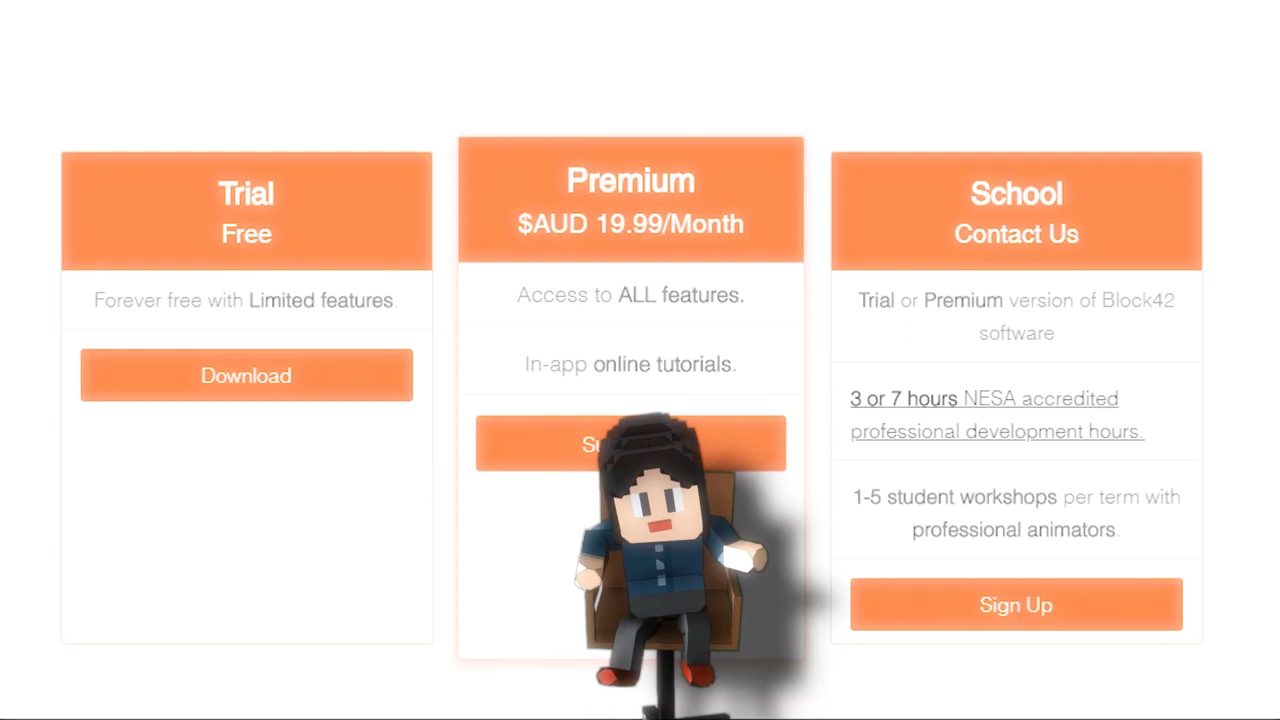 Trial
Free
Forever free with Limited features.
Download
Premium
$AUD 19.99/Month
Access to ALL features.
In-app online tutorials.
School
Contact Us
Trial or Premium version of Block42
software
3 or 7 hours NESA accredited
professional development hours.
1-5 student workshops per term with
professional animators.
Sign Up